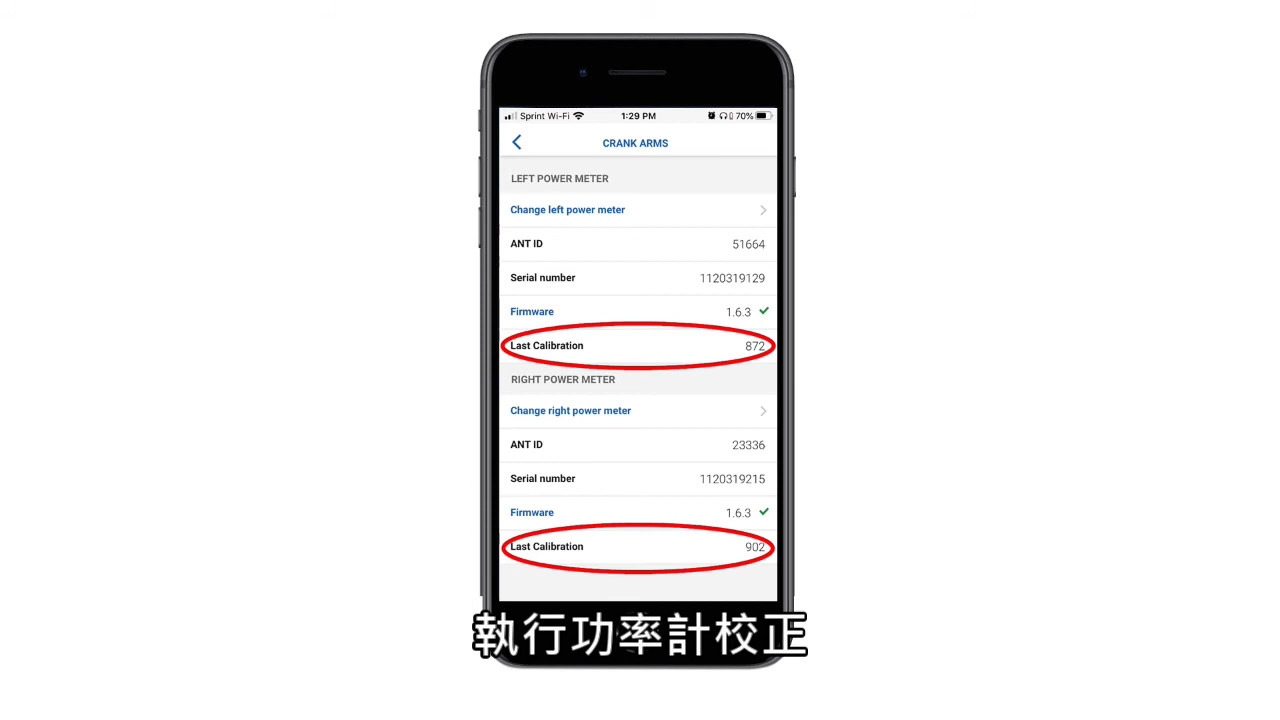 Sprint Wi-Fi 1:29 PM 70%
CRANK ARMS
LEFT POWER METER
Change left power meter
ANT ID 51664
Serial number 1120319129
Firmware 1.6.3
Last Calibration 872
RIGHT POWER METER
Change right power meter
ANT ID 23336
Serial number 1120319215
Firmware 1.6.3
Last Calibration 902
執行功率計校正